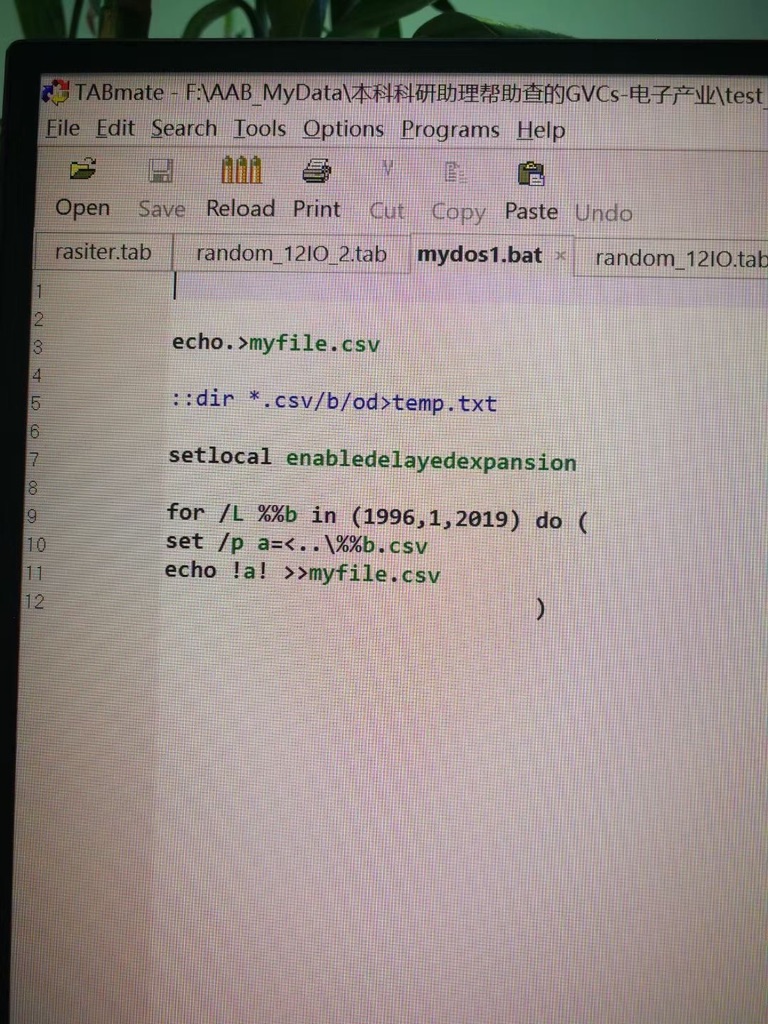 TABmate - F:\AAB_MyData\本科科研助理帮助查的GVCs-电子产业\test_
File Edit Search Tools Options Programs Help
Open Save Reload Print Cut Copy Paste Undo
rasiter.tab random_12IO_2.tab mydos1.bat × random_12IO.tab
1
2
3 echo.>myfile.csv
4
5 ::dir *.csv/b/od>temp.txt
6
7 setlocal enabledelayedexpansion
8
9 for /L %%b in (1996,1,2019) do (
10 set /p a=<..\%%b.csv
11 echo !a! >>myfile.csv
12 )